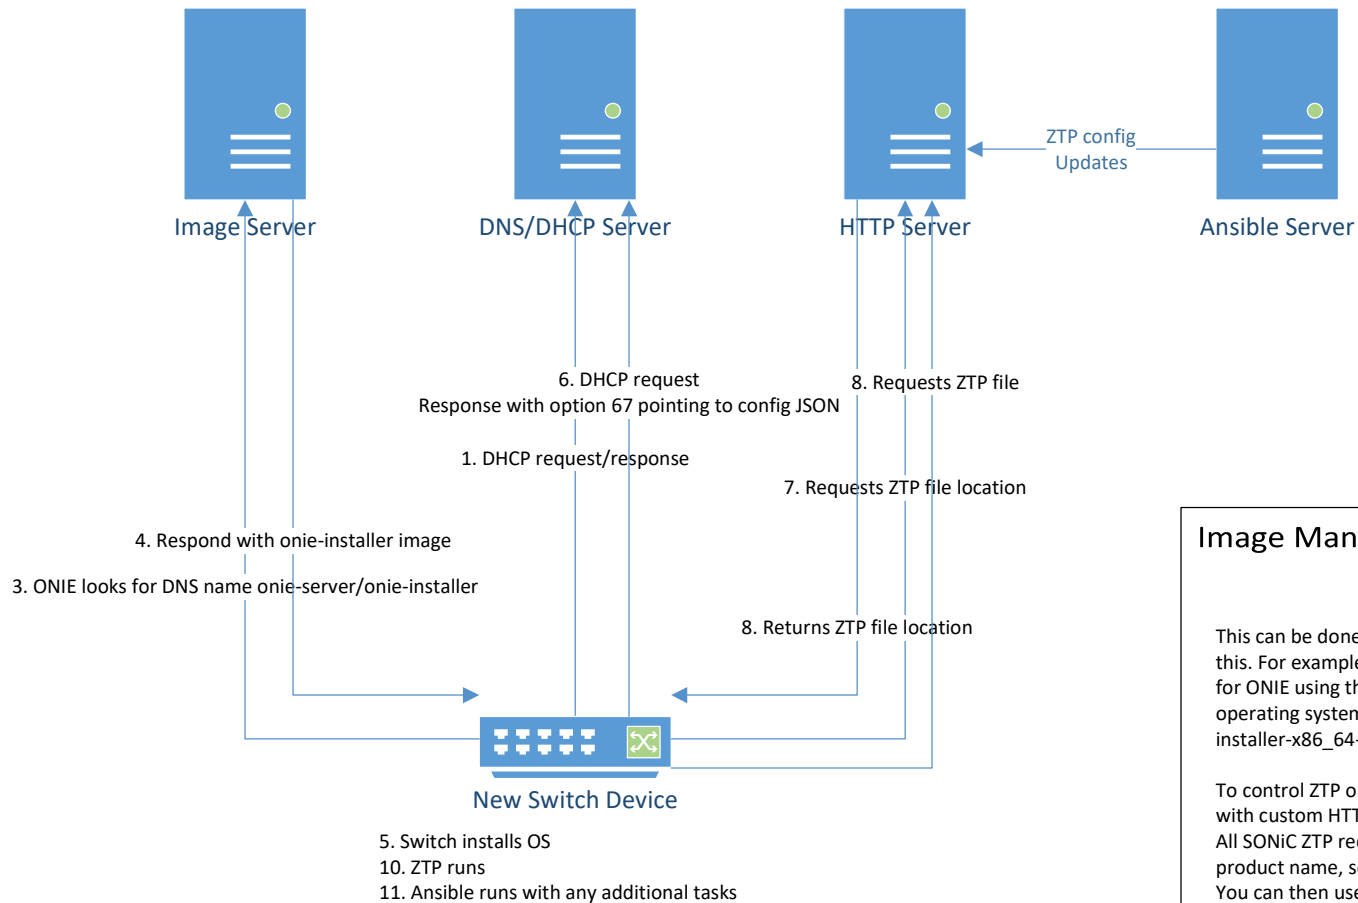 ZTP config
Updates
Image Server
DNS/DHCP Server
HTTP Server
Ansible Server
6. DHCP request
Response with option 67 pointing to config JSON
8. Requests ZTP file
1. DHCP request/response
7. Requests ZTP file location
4. Respond with onie-installer image
3. ONIE looks for DNS name onie-server/onie-installer
8. Returns ZTP file location
New Switch Device
5. Switch installs OS
10. ZTP runs
11. Ansible runs with any additional tasks
Image Man
This can be done
this. For example
for ONIE using th
operating system
installer-x86_64-
To control ZTP o
with custom HTT
All SONiC ZTP req
product name, se
You can then use